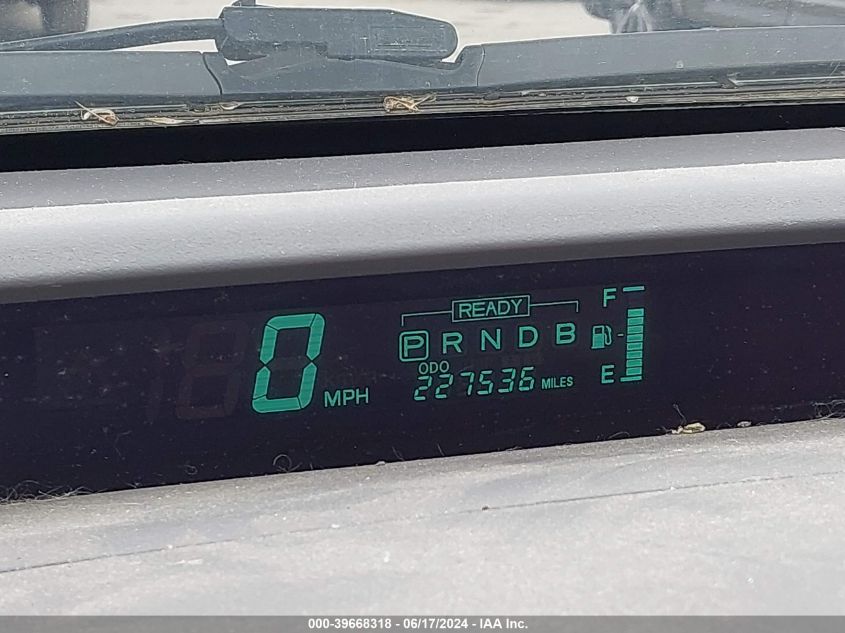 READY
F
0 MPH
P R N D B
ODO
227536 MILES
E
000-39668318 - 06/17/2024 - IAA Inc.